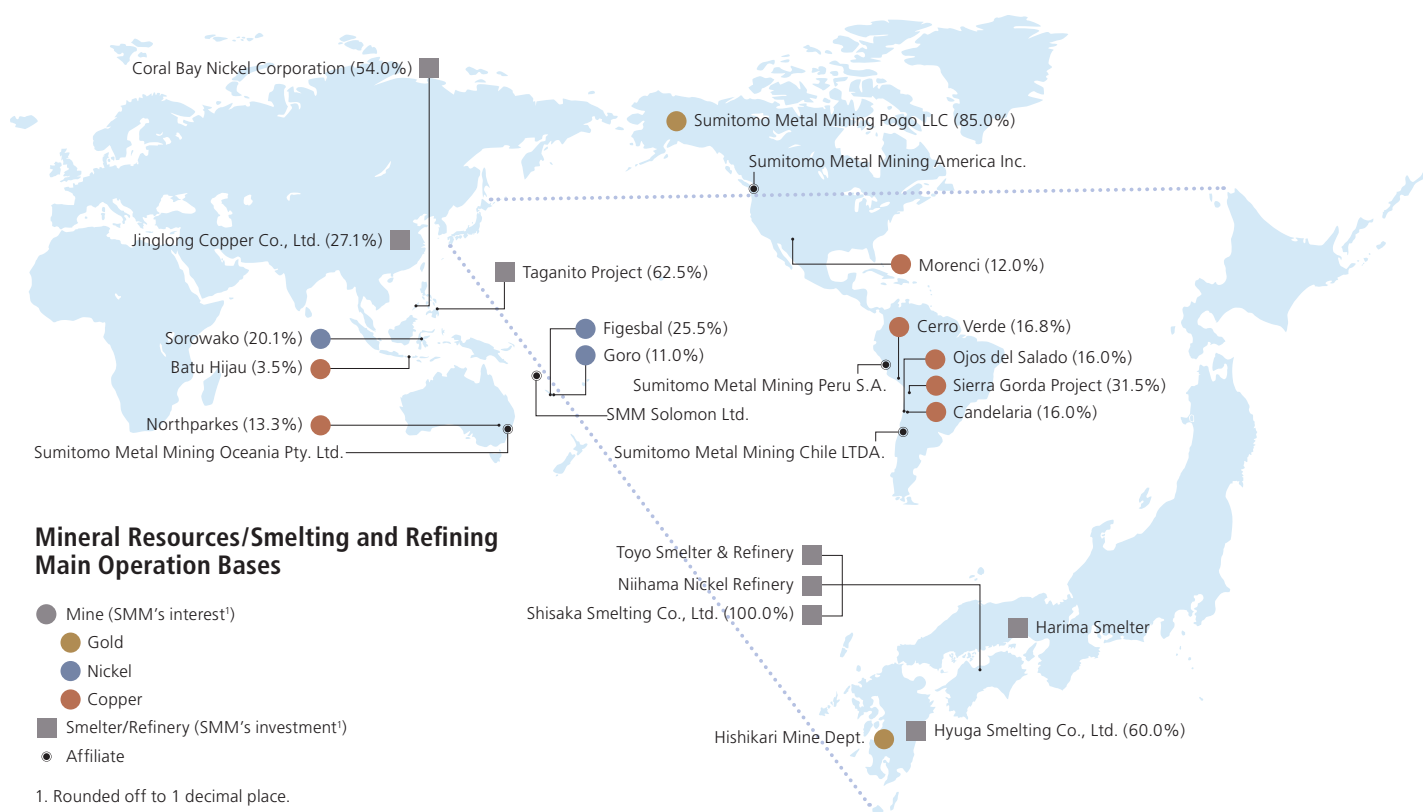 Coral Bay Nickel Corporation (54.0%)
Sumitomo Metal Mining Pogo LLC (85.0%)
Sumitomo Metal Mining America Inc.
Jinglong Copper Co., Ltd. (27.1%)
Taganito Project (62.5%)
Morenci (12.0%)
Sorowako (20.1%)
Batu Hijau (3.5%)
Figesbal (25.5%)
Goro (11.0%)
Cerro Verde (16.8%)
Ojos del Salado (16.0%)
Sumitomo Metal Mining Peru S.A.
Sierra Gorda Project (31.5%)
SMM Solomon Ltd.
Candelaria (16.0%)
Northparkes (13.3%)
Sumitomo Metal Mining Oceania Pty. Ltd.
Sumitomo Metal Mining Chile LTDA.
Mineral Resources/Smelting and Refining
Main Operation Bases
Mine (SMM's interest¹)
Gold
Nickel
Copper
Smelter/Refinery (SMM's investment¹)
Affiliate
1. Rounded off to 1 decimal place.
Toyo Smelter & Refinery
Niihama Nickel Refinery
Shisaka Smelting Co., Ltd. (100.0%)
Harima Smelter
Hishikari Mine Dept.
Hyuga Smelting Co., Ltd. (60.0%)